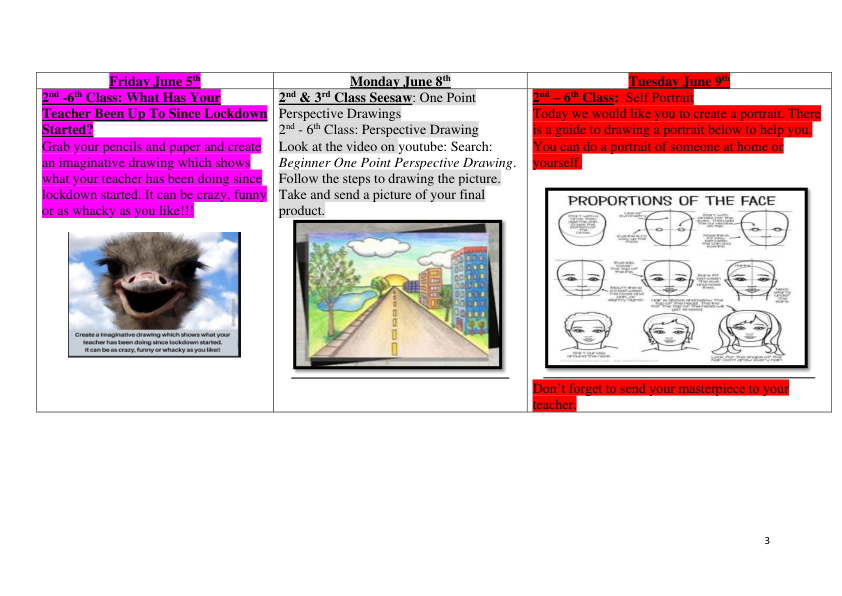 Friday June 5th
2nd -6th Class: What Has Your
Teacher Been Up To Since Lockdown
Started?
Grab your pencils and paper and create
an imaginative drawing which shows
what your teacher has been doing since
lockdown started. It can be crazy, funny
or as whacky as you like!!!
Create a imaginative drawing which shows what your
teacher has been doing since lockdown started.
It can be as crazy, funny or whacky as you like!!
Monday June 8th
2nd & 3rd Class Seesaw: One Point
Perspective Drawings
2nd - 6th Class: Perspective Drawing
Look at the video on youtube: Search:
Beginner One Point Perspective Drawing.
Follow the steps to drawing the picture.
Take and send a picture of your final
product.
Tuesday June 9th
2nd – 6th Class: Self Portrait
Today we would like you to create a portrait. There
is a guide to drawing a portrait below to help you.
You can do a portrait of someone at home or
yourself.
PROPORTIONS OF THE FACE
Don't forget to send your masterpiece to your
teacher.
3